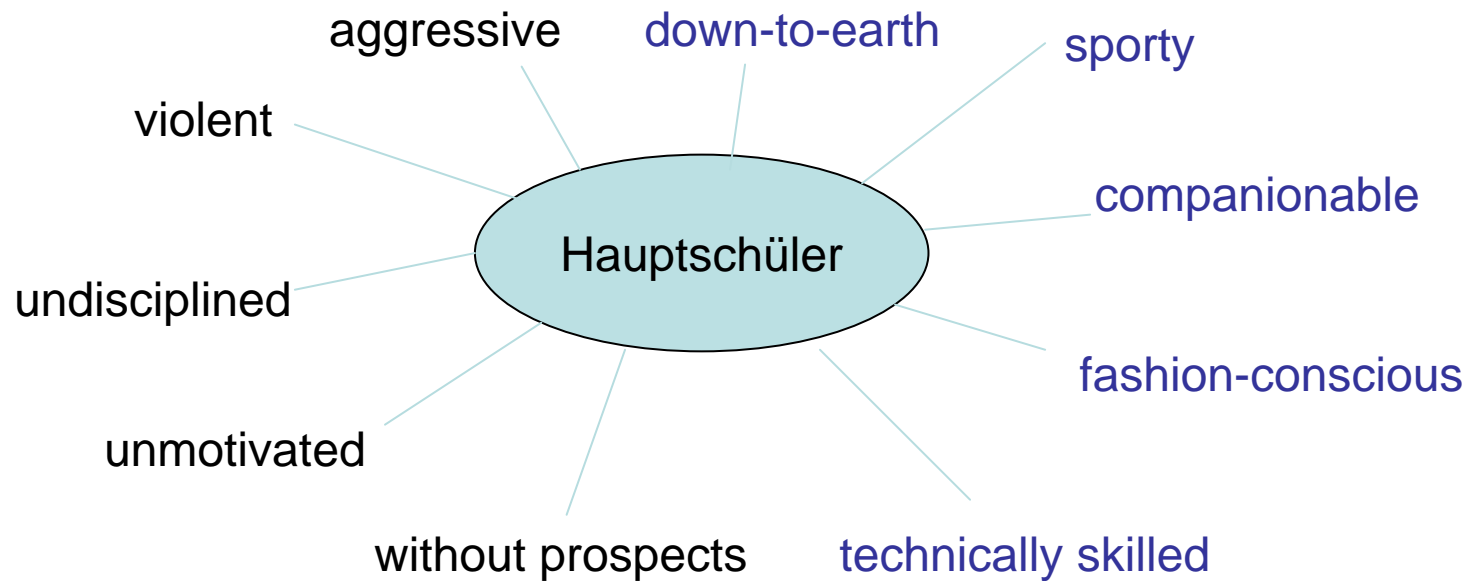 aggressive down-to-earth
sporty
violent
companionable
Hauptschüler
undisciplined
fashion-conscious
unmotivated
without prospects technically skilled